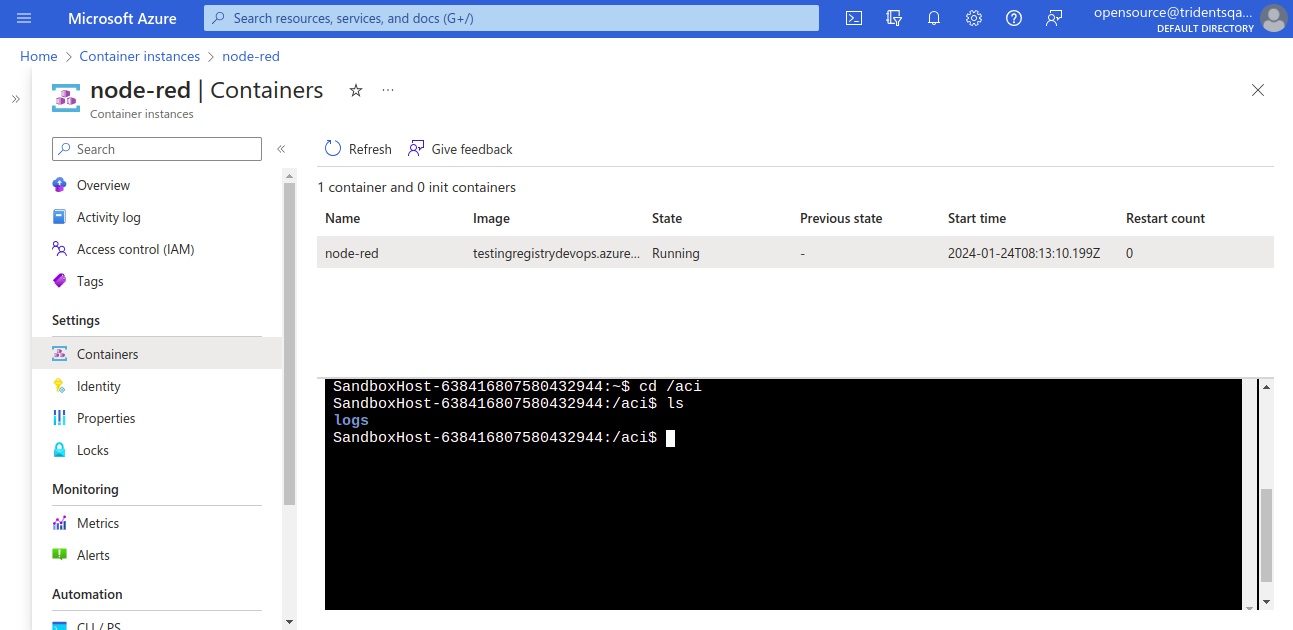 Microsoft Azure
Search resources, services, and docs (G+/)
opensource@tridentsqa...
DEFAULT DIRECTORY
Home > Container instances > node-red
node-red | Containers
Container instances
Search
Refresh
Give feedback
Overview
Activity log
Access control (IAM)
Tags
Settings
Containers
Identity
Properties
Locks
Monitoring
Metrics
Alerts
Automation
CLI / PS
1 container and 0 init containers
Name Image State Previous state Start time Restart count
node-red testingregistrydevops.azure... Running - 2024-01-24T08:13:10.199Z 0
SandboxHost-638416807580432944:~$ cd /aci
SandboxHost-638416807580432944:/aci$ ls
logs
SandboxHost-638416807580432944:/aci$